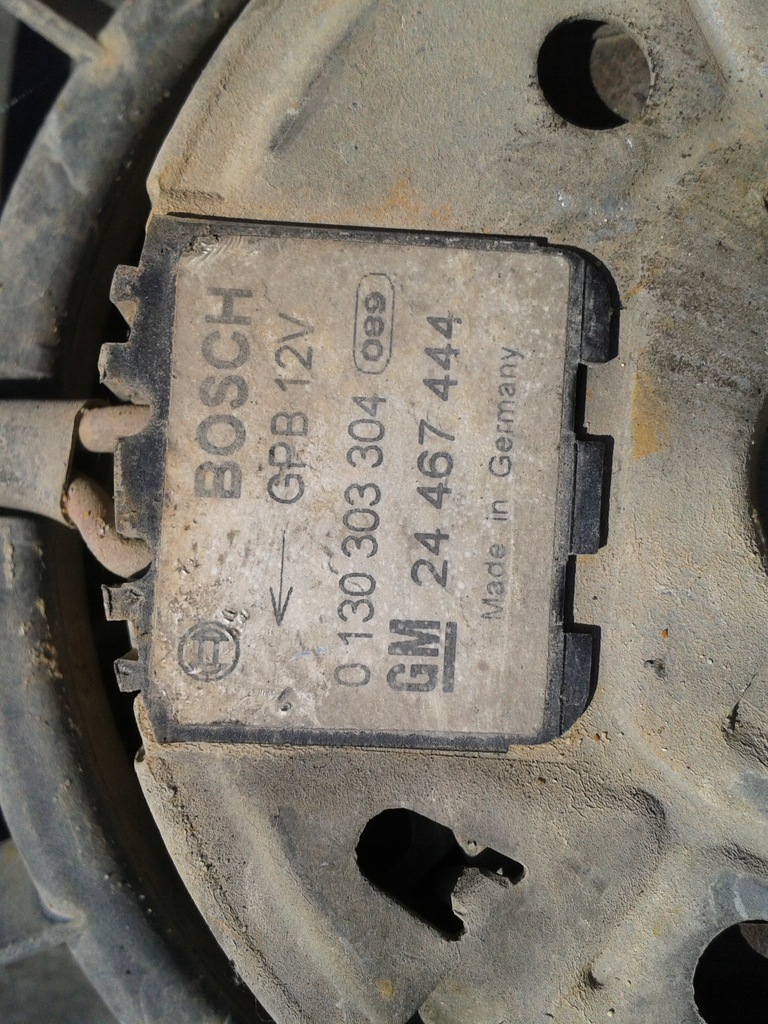 BOSCH
GPB 12V
0 130 303 304 089
GM 24 467 444
Made in Germany